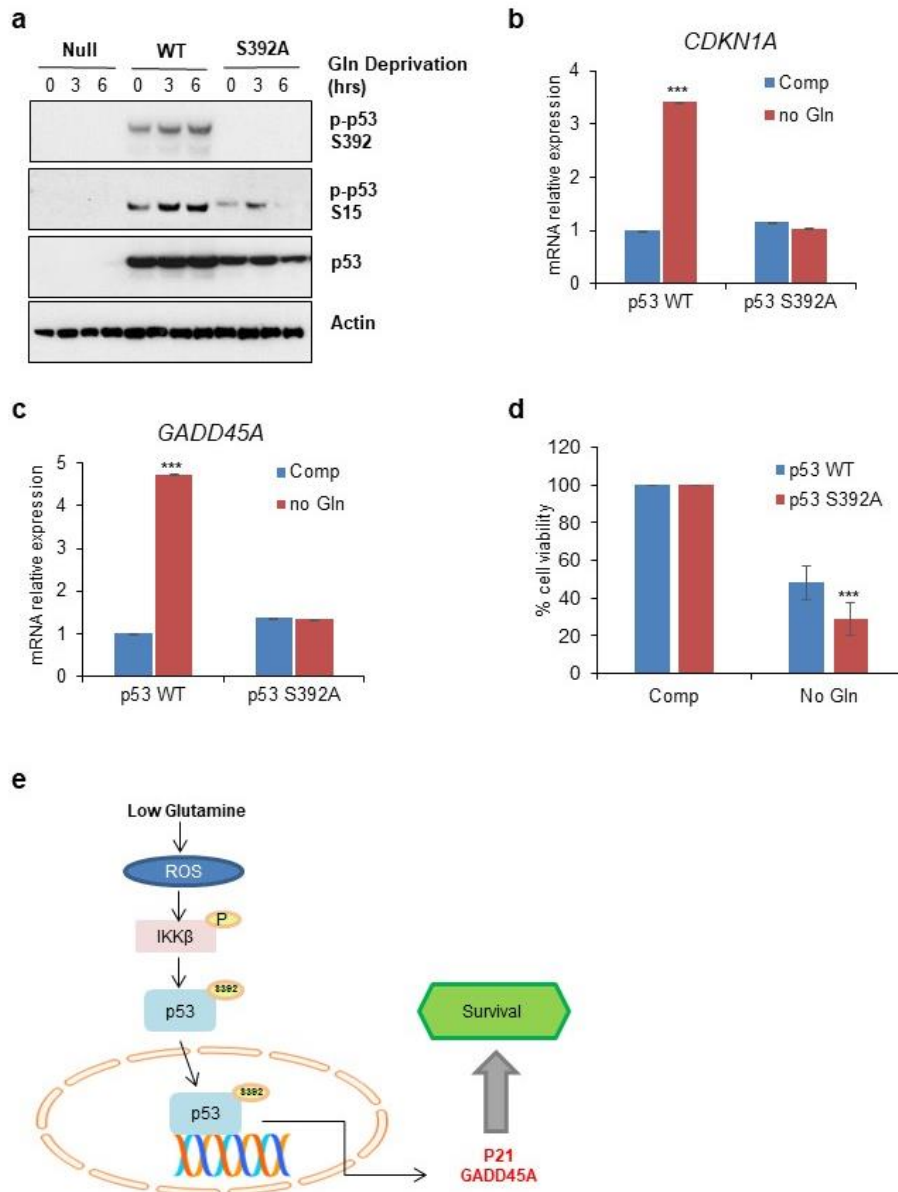 a
Null WT S392A
0 3 6 0 3 6 0 3 6
Gln Deprivation
(hrs)
p-p53
S392
p-p53
S15
p53
Actin
b
CDKN1A
mRNA relative expression
4
3
2
1
0
***
Comp
no Gln
p53 WT p53 S392A
c
GADD45A
mRNA relative expression
5
4
3
2
1
0
***
Comp
no Gln
p53 WT p53 S392A
d
% cell viability
120
100
80
60
40
20
0
p53 WT
p53 S392A
***
Comp No Gln
e
Low Glutamine
ROS
P
IKKβ
S392
p53
S392
p53
Survival
P21
GADD45A